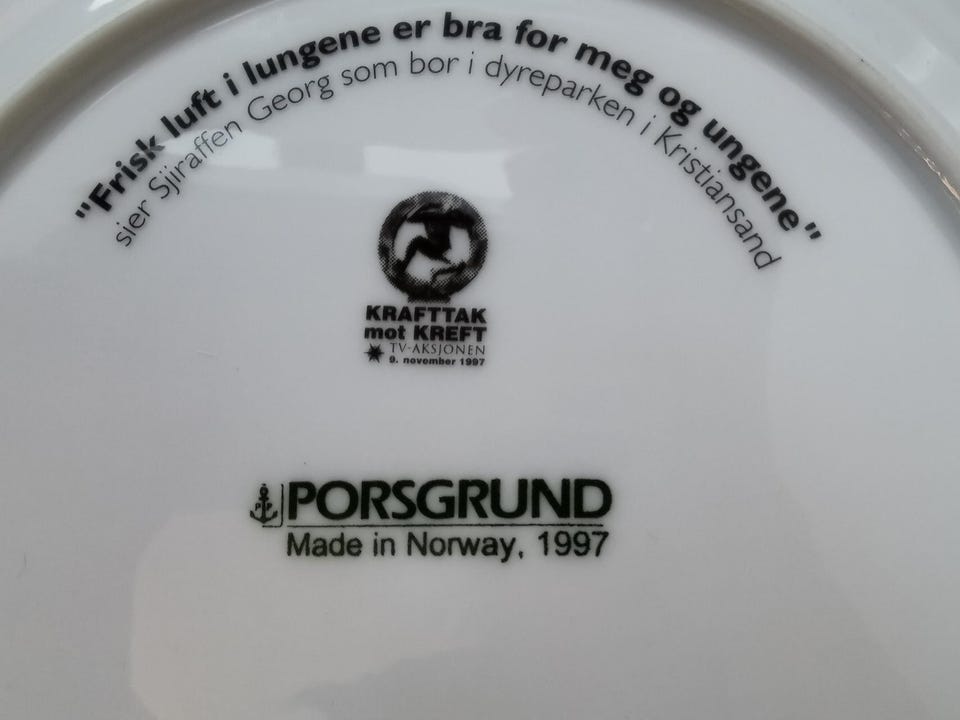 "Frisk luft i lungene er bra for meg og ungene"
sier Sjiraffen Georg som bor i dyreparken i Kristiansand
KRAFTTAK
mot KREFT
TV-AKSJONEN
9. november 1997
PORSGRUND
Made in Norway, 1997